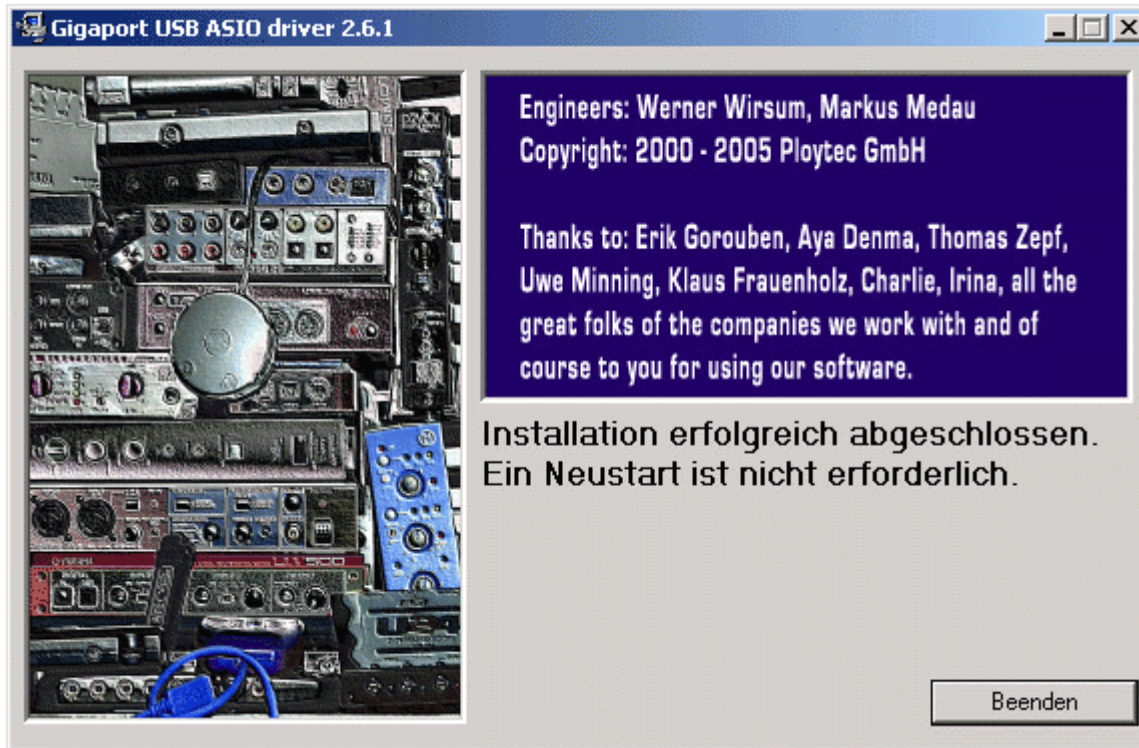 Gigaport USB ASIO driver 2.6.1
Engineers: Werner Wirsum, Markus Medau
Copyright: 2000 - 2005 Ploytec GmbH
Thanks to: Erik Gorouben, Aya Denma, Thomas Zepf,
Uwe Minning, Klaus Frauenholz, Charlie, Irina, all the
great folks of the companies we work with and of
course to you for using our software.
Installation erfolgreich abgeschlossen.
Ein Neustart ist nicht erforderlich.
Beenden